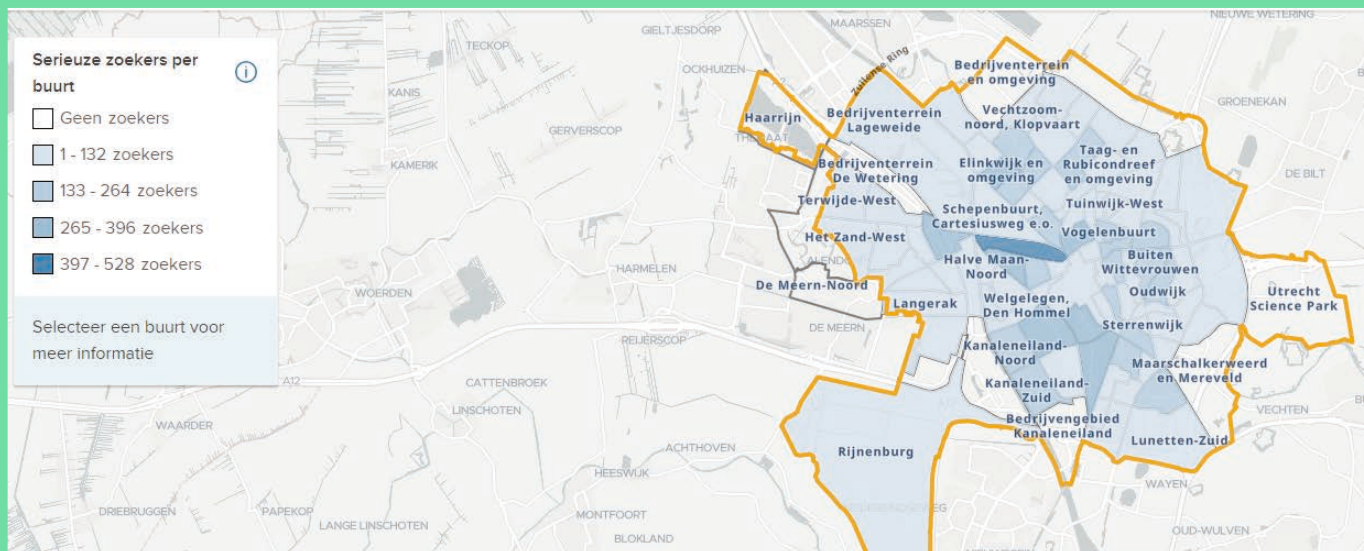 Serieuze zoekers per
buurt
i
Geen zoekers
1 - 132 zoekers
133 - 264 zoekers
265 - 396 zoekers
397 - 528 zoekers
Selecteer een buurt voor
meer informatie
TECKOP
KANIS
GERVERSCOP
KAMERIK
GIELTJESDORP
MAARSSEN
NIEUWE WETERING
OCKHUIZEN
Zuilense Ring
Bedrijventerrein
en omgeving
GROENEKAN
Haarrijn
Bedrijventerrein
Lageweide
Vechtzoom-
noord, Klopvaart
Bedrijventerrein
De Wetering
Elinkwijk en
omgeving
Taag- en
Rubicondreef
en omgeving
DE BILT
Terwijde-West
Tuinwijk-West
Schepenbuurt,
Cartesiusweg e.o.
Het Zand-West
Vogelenbuurt
Halve Maan-
Noord
Buiten
Wittevrouwen
HARMELEN
De Meern-Noord
Oudwijk
Utrecht
Science Park
WOERDEN
Langerak
Welgelegen,
Den Hommel
DE MEERN
Sterrenwijk
REIJERSCOP
Kanaleneiland-
Noord
Maarschalkerweerd
en Mereveld
A12
CATTENBROEK
Kanaleneiland-
Zuid
LINSCHOTEN
VECHTEN
Bedrijvengebied
Kanaleneiland
WAARDER
Lunetten-Zuid
ACHTHOVEN
Rijnenburg
HEESWIJK
WAYEN
DRIEBRUGGEN
PAPEKOP
MONTFOORT
LANGE LINSCHOTEN
OUD-WULVEN
BLOKLAND